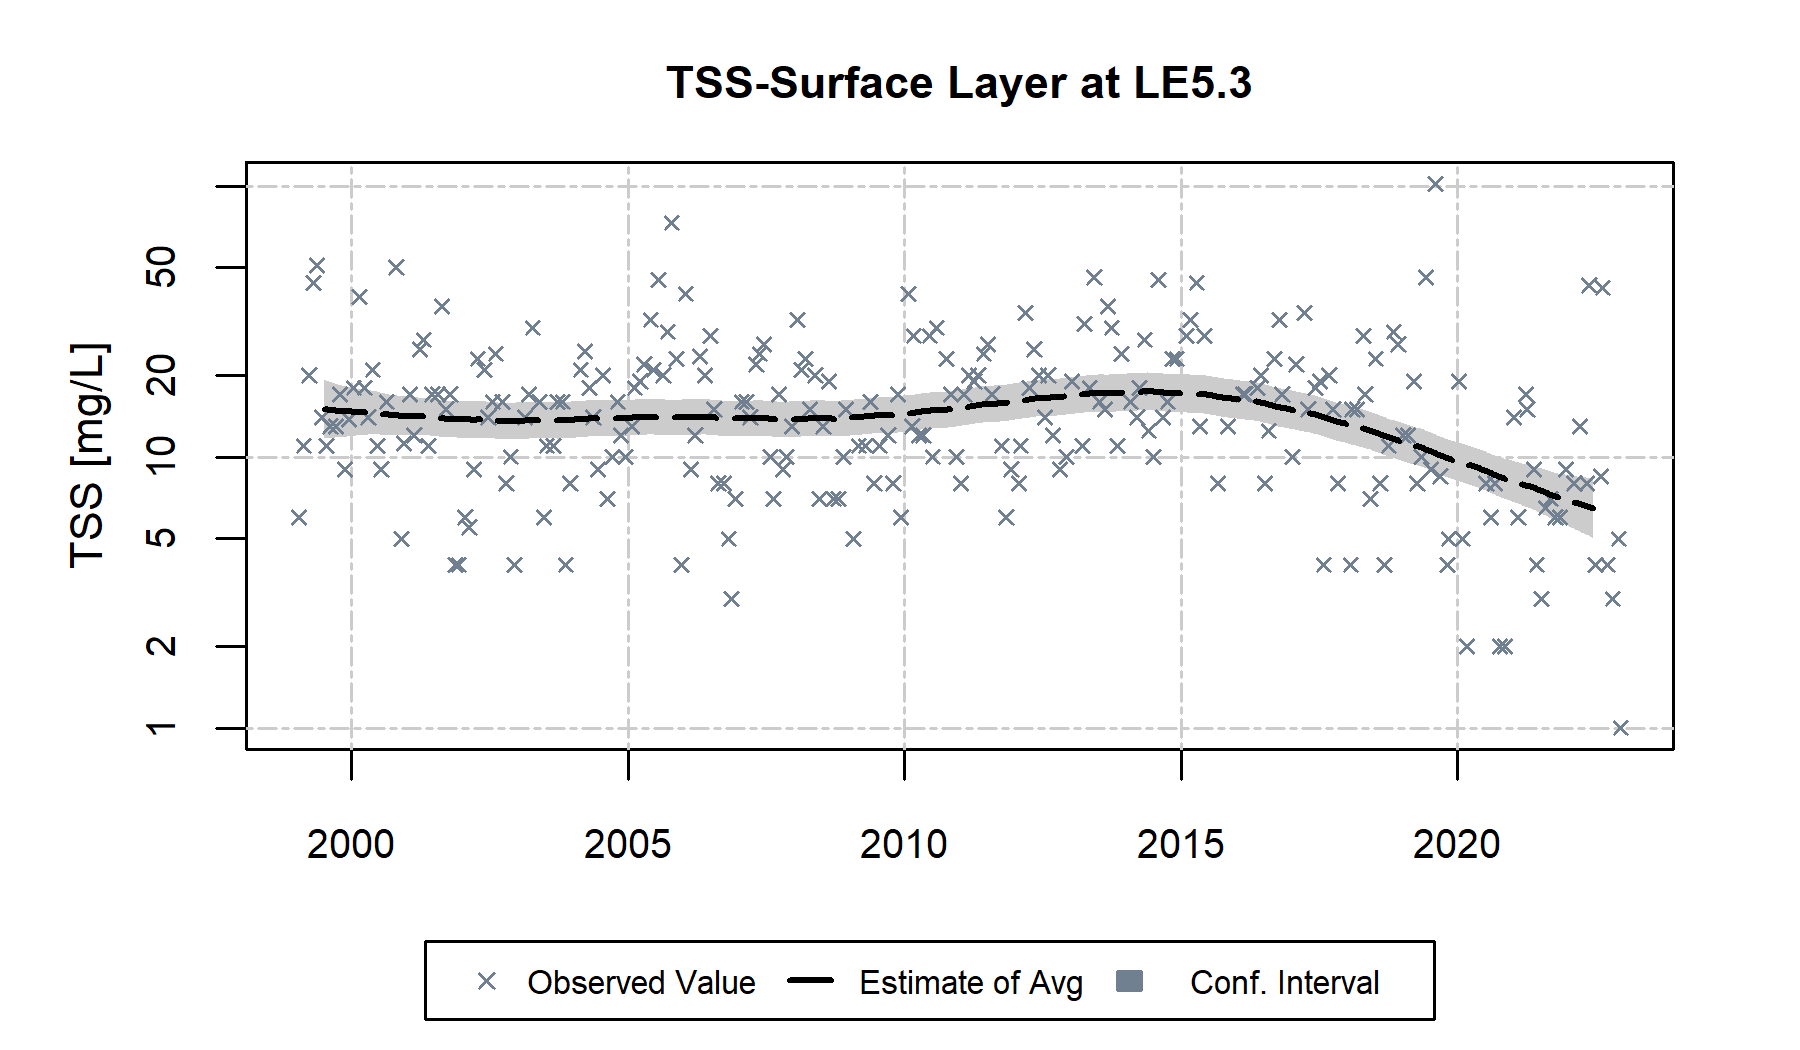 TSS-Surface Layer at LE5.3
TSS [mg/L]
50
20
10
5
2
1
2000 2005 2010 2015 2020
Observed Value Estimate of Avg Conf. Interval